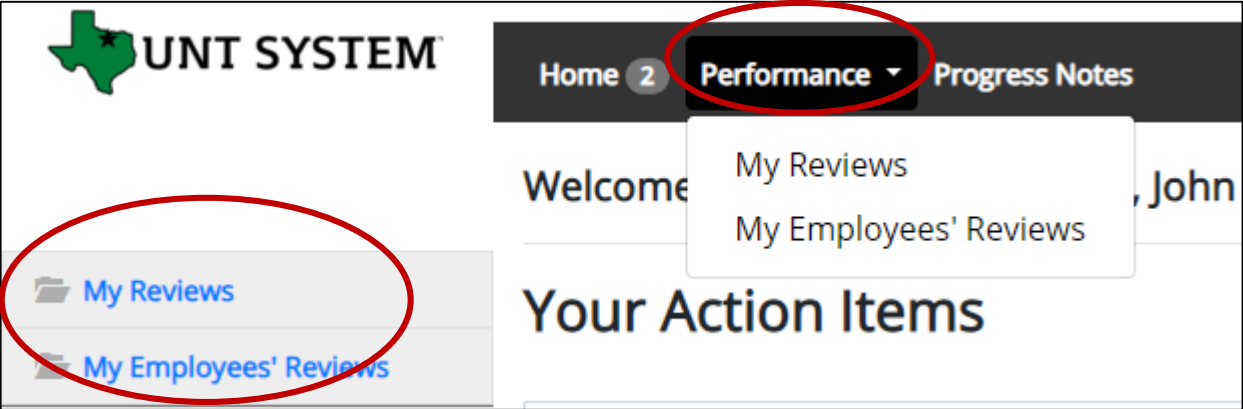 UNT SYSTEM
Home 2 Performance Progress Notes
My Reviews
My Employees' Reviews
Welcome , John
Your Action Items
My Reviews
My Employees' Reviews